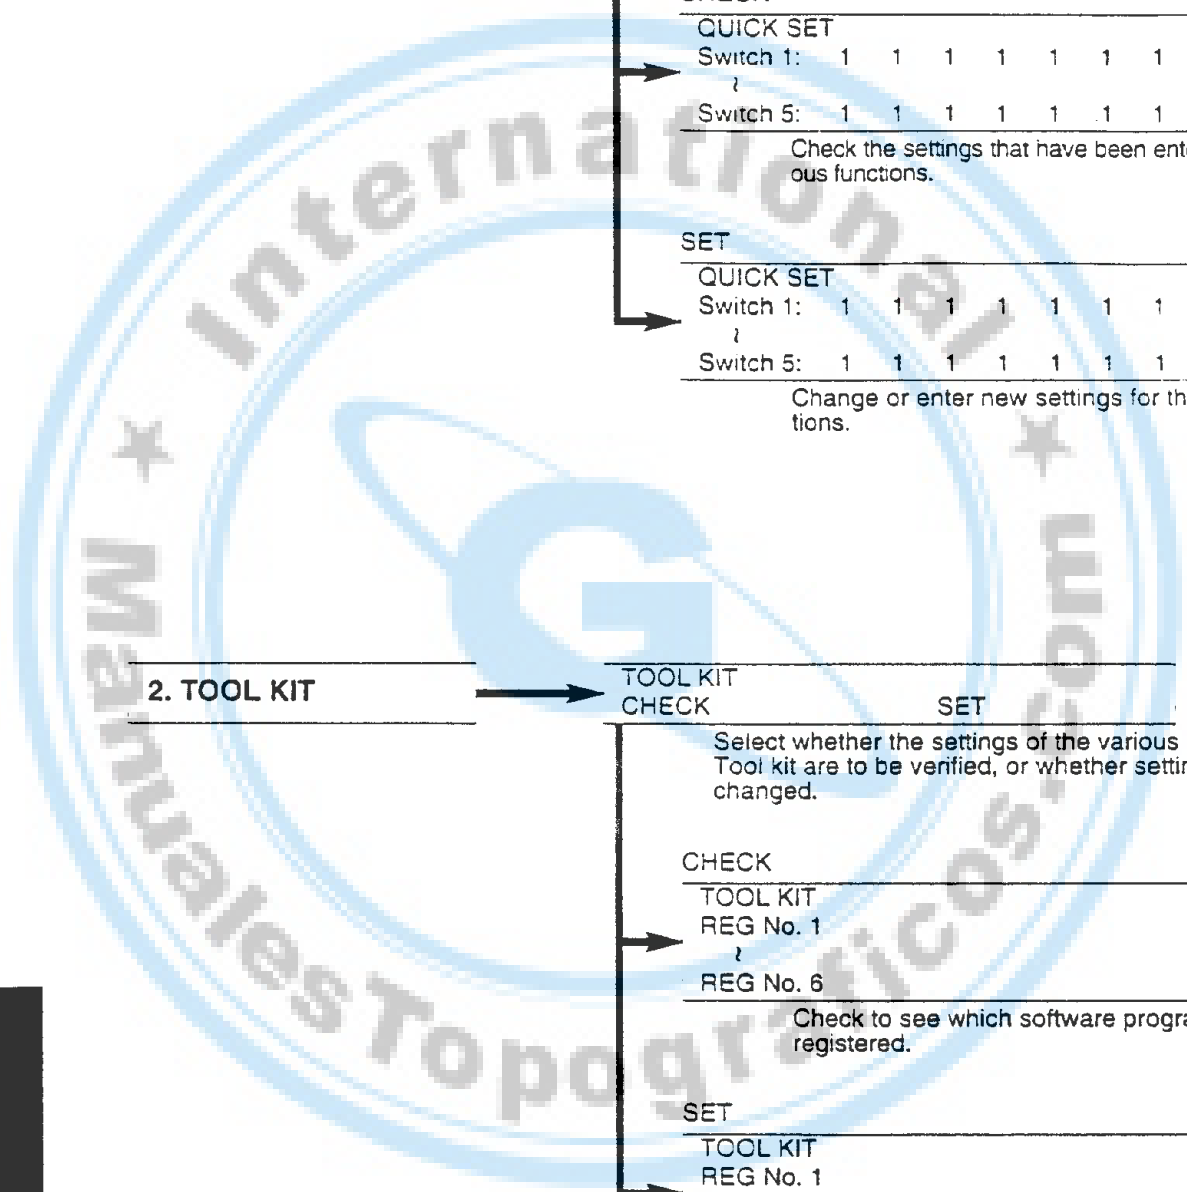 CHECK
QUICK SET
Switch 1: 1 1 1 1 1 1 1
≀
Switch 5: 1 1 1 1 1 1 1
Check the settings that have been ent
ous functions.
SET
QUICK SET
Switch 1: 1 1 1 1 1 1 1
≀
Switch 5: 1 1 1 1 1 1 1
Change or enter new settings for th
tions.
2. TOOL KIT
TOOL KIT
CHECK SET
Select whether the settings of the various
Tool kit are to be verified, or whether settin
changed.
CHECK
TOOL KIT
REG No. 1
≀
REG No. 6
Check to see which software progra
registered.
SET
TOOL KIT
REG No. 1
International
★ ManualesTopograficos.com ★
G